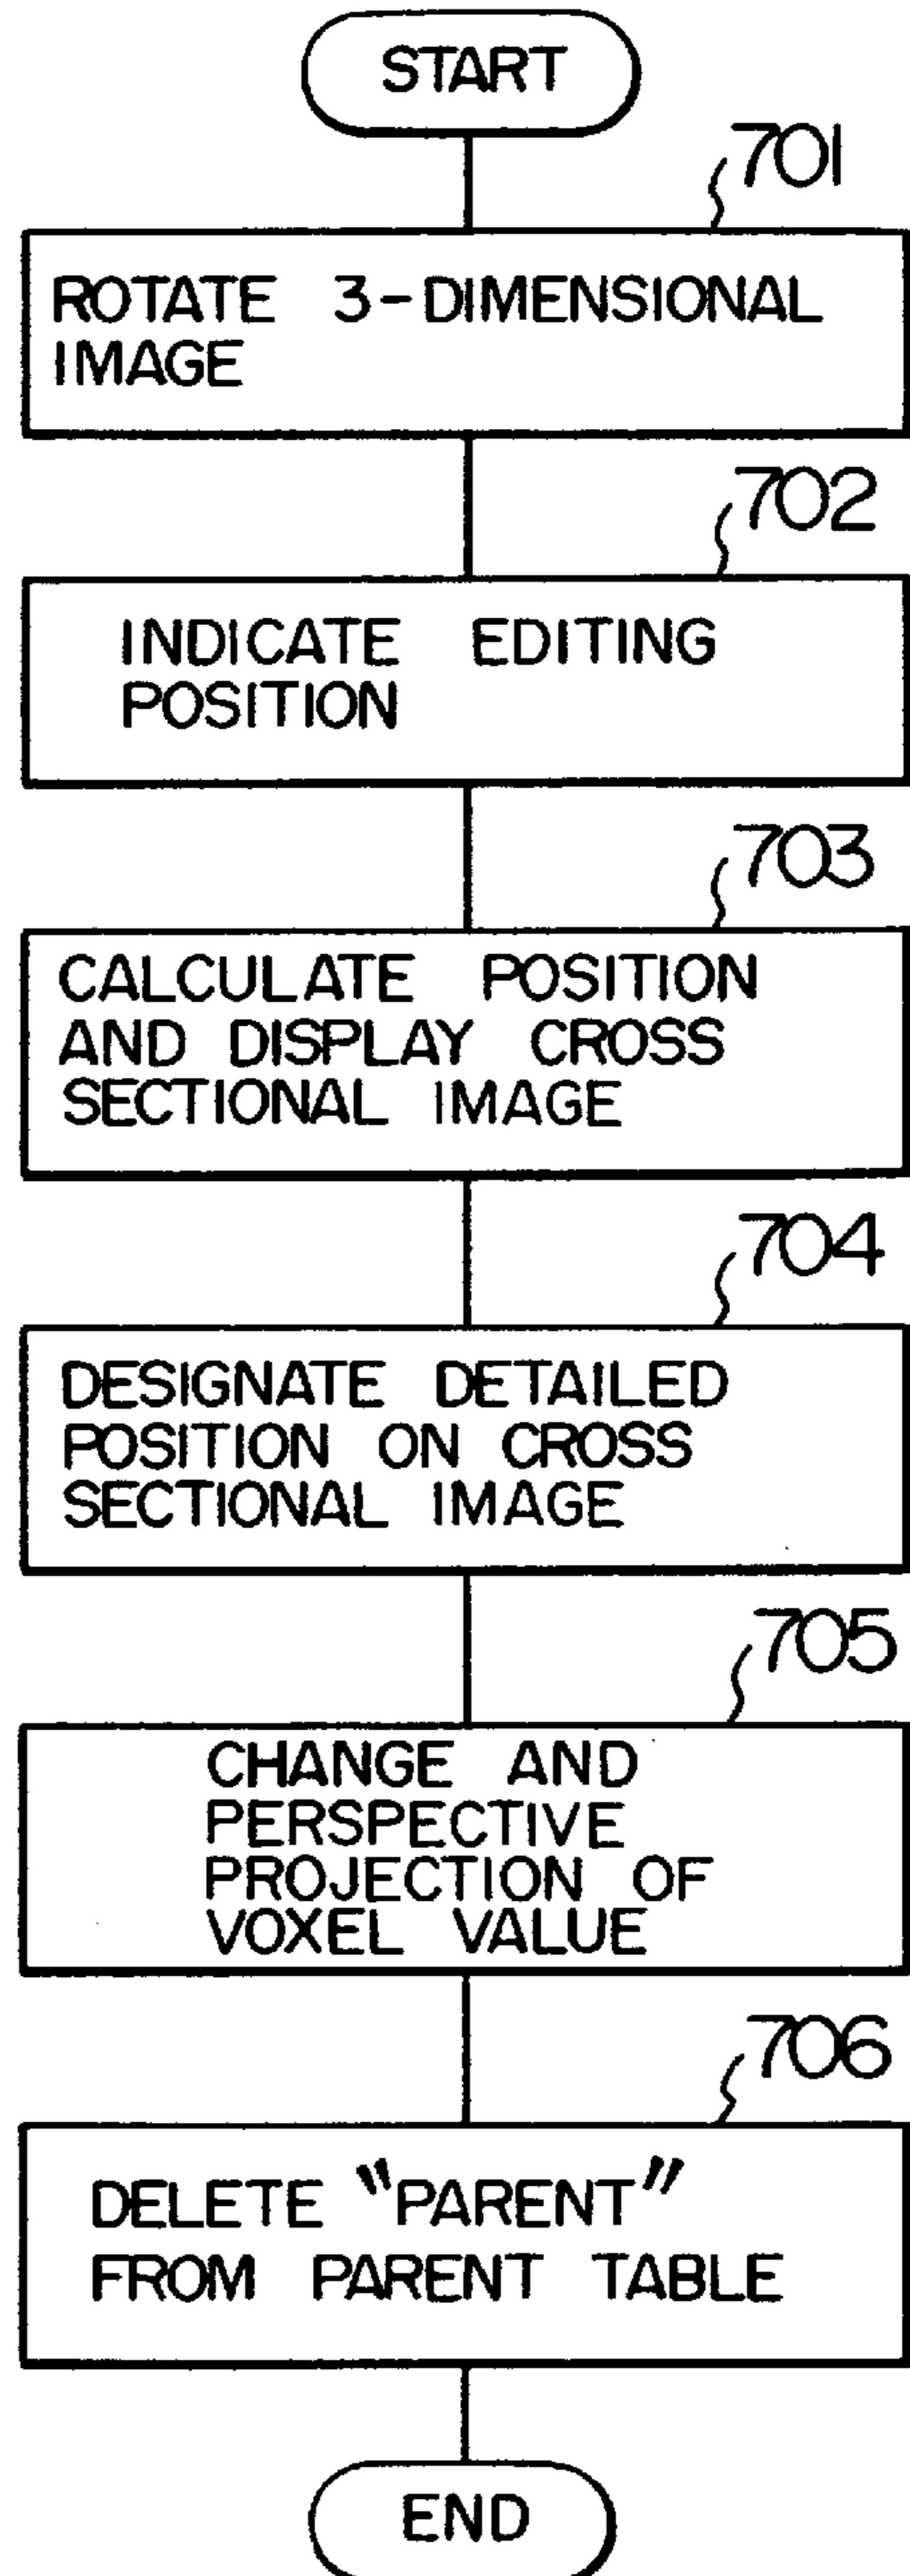 START
701
ROTATE 3-DIMENSIONAL
IMAGE
702
INDICATE EDITING
POSITION
703
CALCULATE POSITION
AND DISPLAY CROSS
SECTIONAL IMAGE
704
DESIGNATE DETAILED
POSITION ON CROSS
SECTIONAL IMAGE
705
CHANGE AND
PERSPECTIVE
PROJECTION OF
VOXEL VALUE
706
DELETE "PARENT"
FROM PARENT TABLE
END